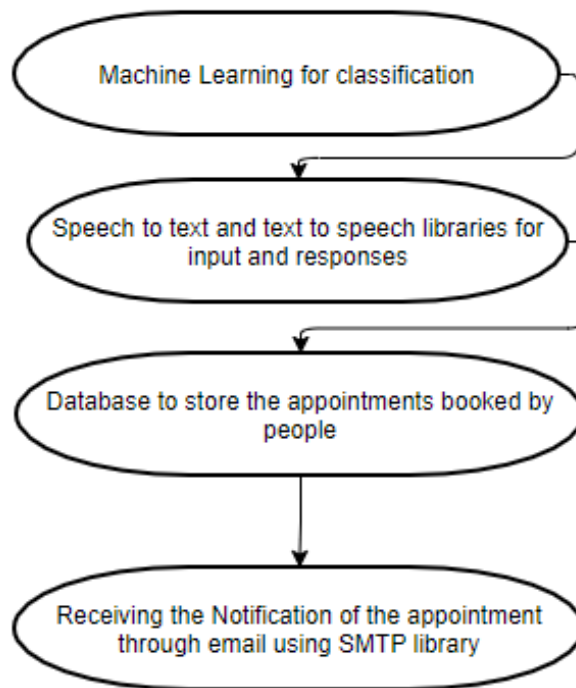 Machine Learning for classification
Speech to text and text to speech libraries for
input and responses
Database to store the appointments booked by
people
Receiving the Notification of the appointment
through email using SMTP library